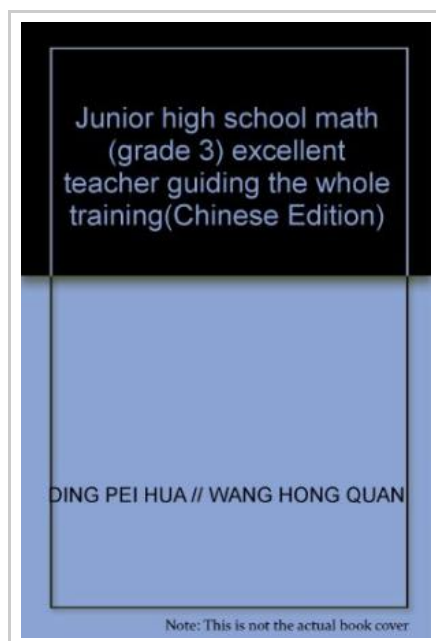 Junior high school math
(grade 3) excellent
teacher guiding the whole
training(Chinese Edition)
DING PEI HUA // WANG HONG QUAN
Note: This is not the actual book cover